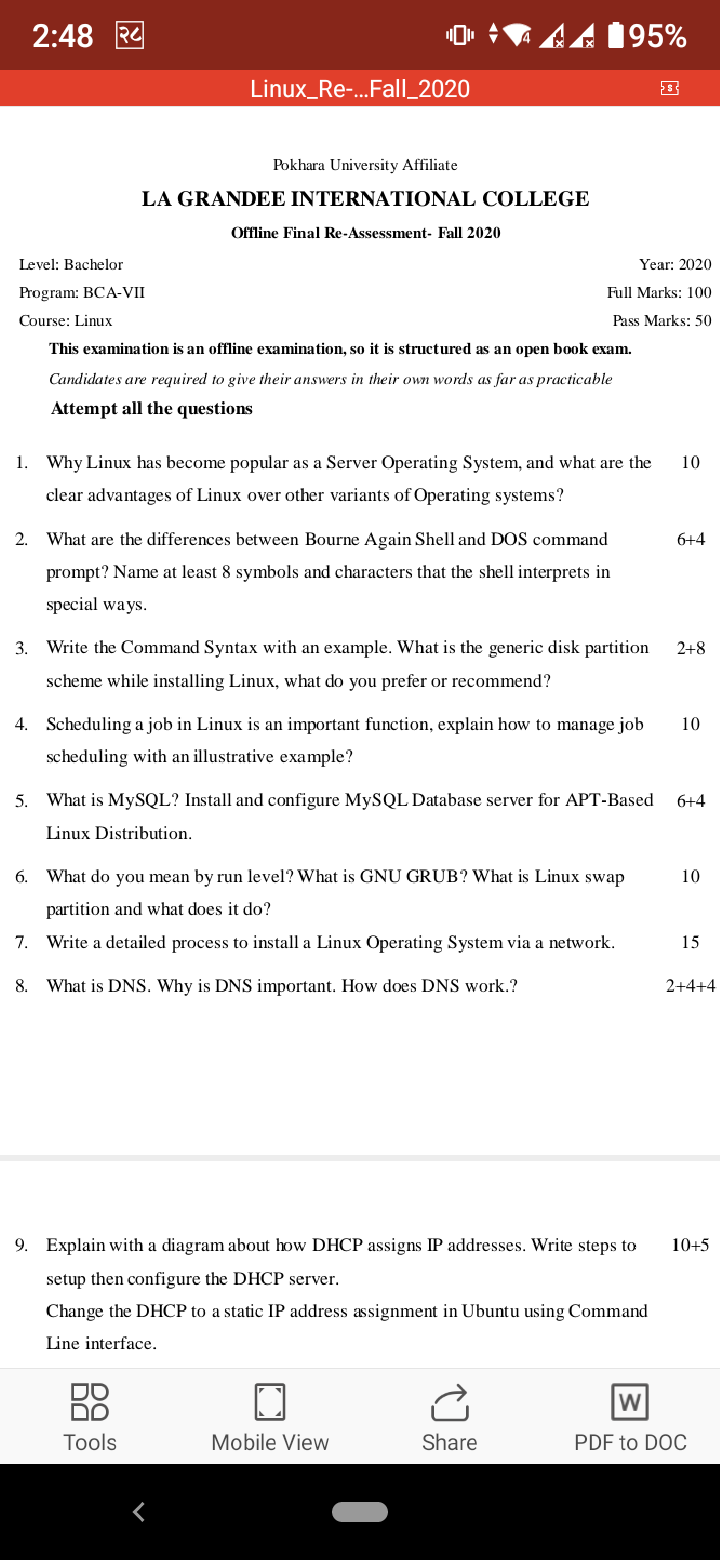 2:48 २८ 4 95%
Linux_Re-...Fall_2020
Pokhara University Affiliate
LA GRANDEE INTERNATIONAL COLLEGE
Offline Final Re-Assessment- Fall 2020
Level: Bachelor Year: 2020
Program: BCA-VII Full Marks: 100
Course: Linux Pass Marks: 50
This examination is an offline examination, so it is structured as an open book exam.
Candidates are required to give their answers in their own words as far as practicable
Attempt all the questions
1. Why Linux has become popular as a Server Operating System, and what are the 10
clear advantages of Linux over other variants of Operating systems?
2. What are the differences between Bourne Again Shell and DOS command 6+4
prompt? Name at least 8 symbols and characters that the shell interprets in
special ways.
3. Write the Command Syntax with an example. What is the generic disk partition 2+8
scheme while installing Linux, what do you prefer or recommend?
4. Scheduling a job in Linux is an important function, explain how to manage job 10
scheduling with an illustrative example?
5. What is MySQL? Install and configure MySQL Database server for APT-Based 6+4
Linux Distribution.
6. What do you mean by run level? What is GNU GRUB? What is Linux swap 10
partition and what does it do?
7. Write a detailed process to install a Linux Operating System via a network. 15
8. What is DNS. Why is DNS important. How does DNS work.? 2+4+4
9. Explain with a diagram about how DHCP assigns IP addresses. Write steps to 10+5
setup then configure the DHCP server.
Change the DHCP to a static IP address assignment in Ubuntu using Command
Line interface.
W
Tools Mobile View Share PDF to DOC